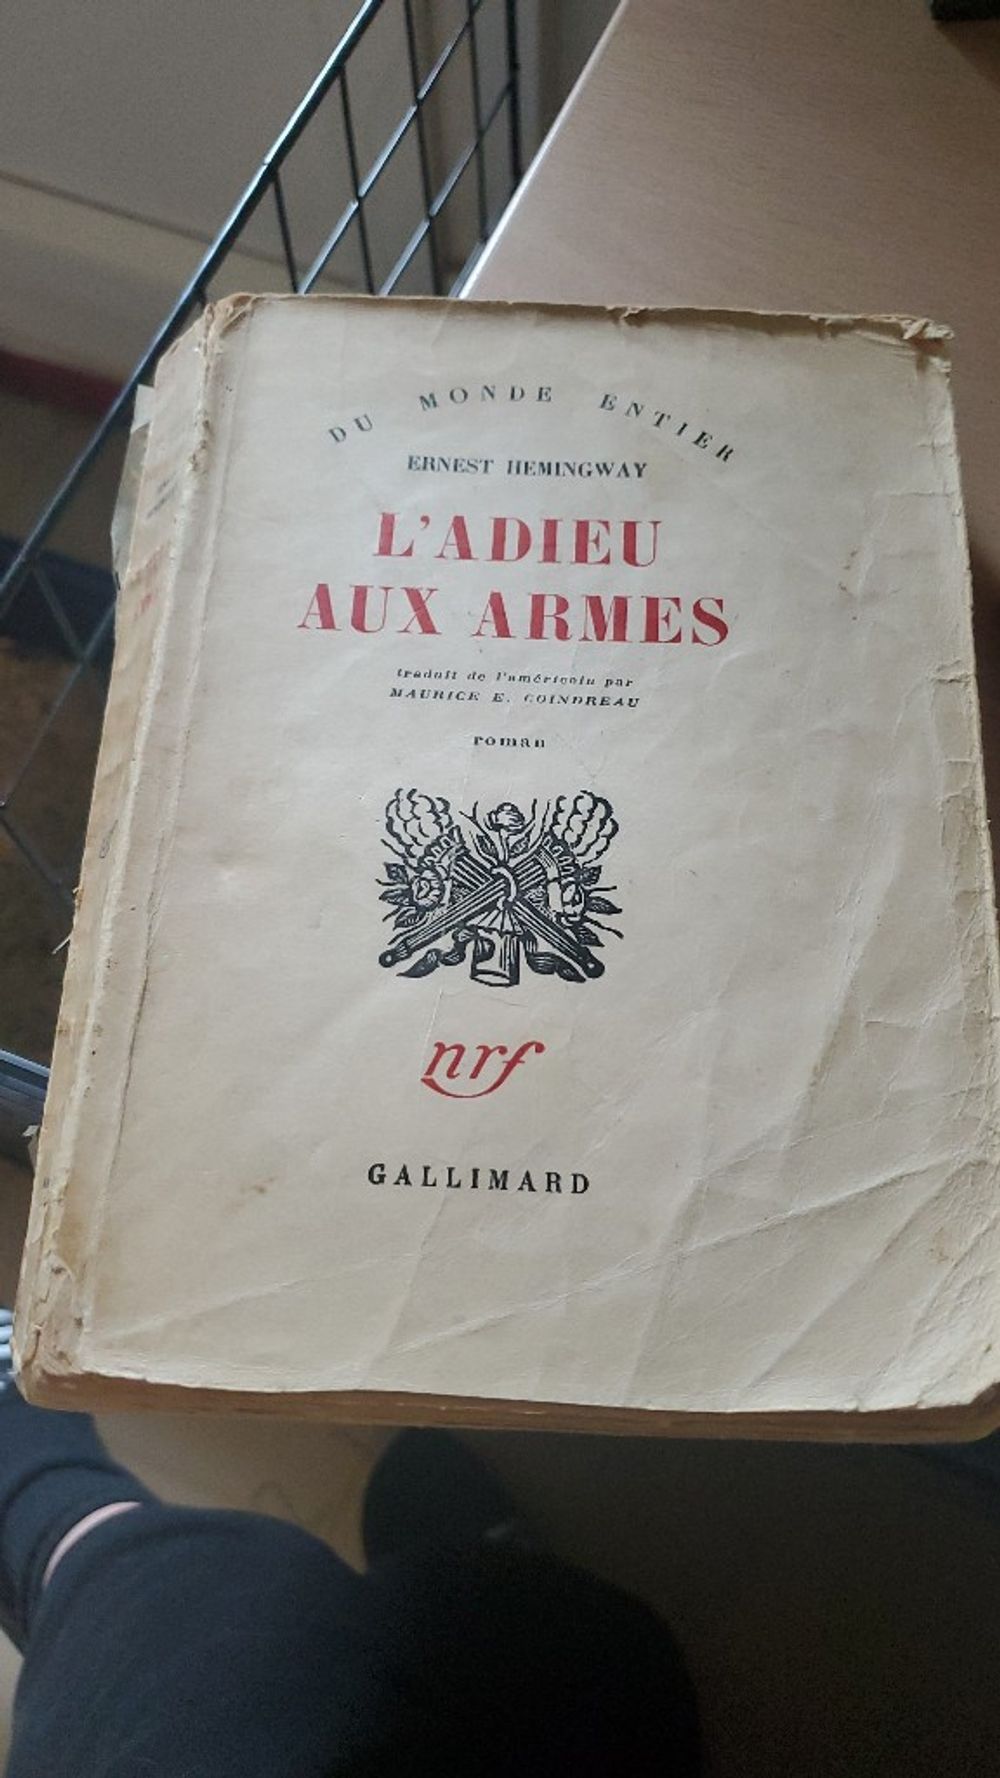 DU MONDE ENTIER
ERNEST HEMINGWAY
L'ADIEU
AUX ARMES
traduit de l'américain par
MAURICE E. COINDREAU
roman
nrf
GALLIMARD